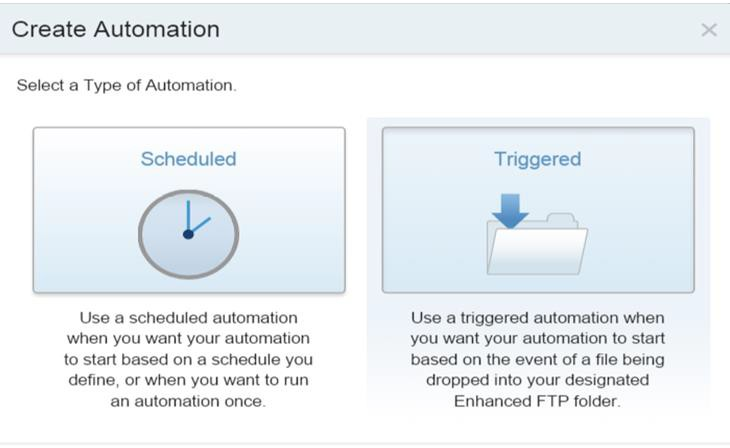 Create Automation
Select a Type of Automation.
Scheduled
Use a scheduled automation
when you want your automation
to start based on a schedule you
define, or when you want to run
an automation once.
Triggered
Use a triggered automation when
you want your automation to start
based on the event of a file being
dropped into your designated
Enhanced FTP folder.